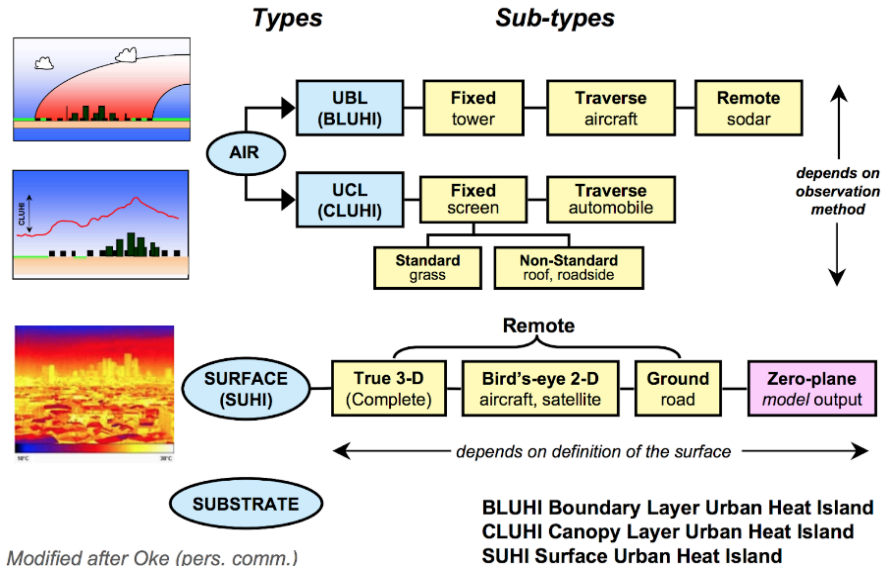 Types
Sub-types
UBL
(BLUHI)
Fixed
tower
Traverse
aircraft
Remote
sodar
AIR
depends on
observation
method
UCL
(CLUHI)
Fixed
screen
Traverse
automobile
CLUHI
Standard
grass
Non-Standard
roof, roadside
Remote
SURFACE
(SUHI)
True 3-D
(Complete)
Bird's-eye 2-D
aircraft, satellite
Ground
road
Zero-plane
model output
depends on definition of the surface
SUBSTRATE
BLUHI Boundary Layer Urban Heat Island
CLUHI Canopy Layer Urban Heat Island
SUHI Surface Urban Heat Island
Modified after Oke (pers. comm.)